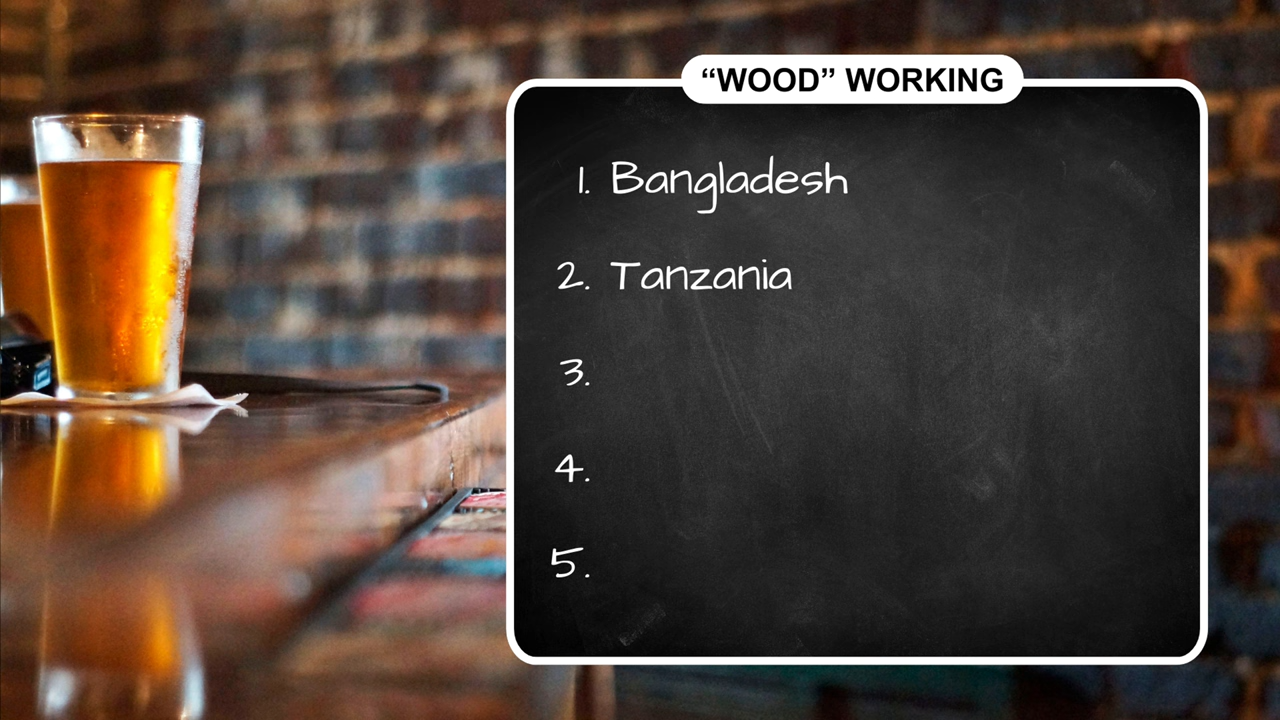 “WOOD” WORKING
1. Bangladesh
2. Tanzania
3.
4.
5.